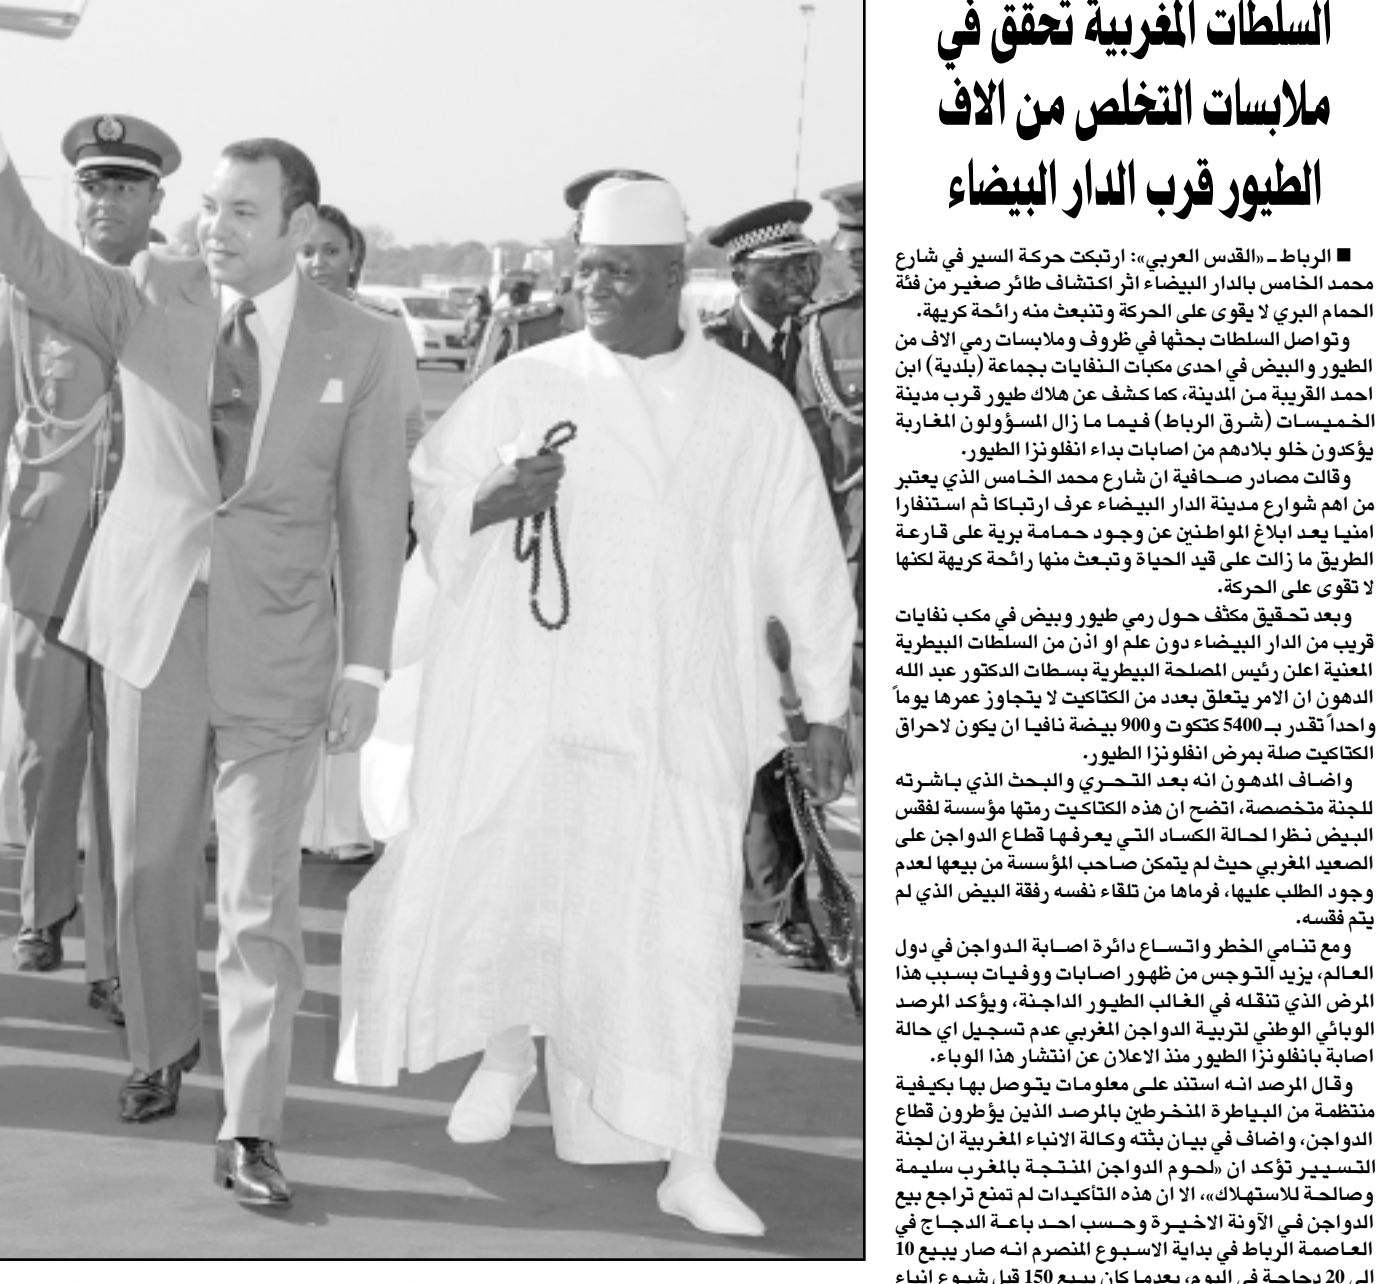 السلطات المغربية تحقق في
ملابسات التخلص من الاف
الطيور قرب الدار البيضاء
■ الرباط ـ «القدس العربي»: ارتبكت حركة السير في شارع
محمد الخامس بالدار البيضاء اثر اكتشاف طائر صغير من فئة
الحمام البري لا يقوى على الحركة وتنبعث منه رائحة كريهة.
وتواصل السلطات بحثها في ظروف وملابسات رمي الاف من
الطيور والبيض في احدى مكبات النفايات بجماعة (بلدية) ابن
احمد القريبة من المدينة، كما كشف عن هلاك طيور قرب مدينة
الخميسات (شرق الرباط) فيما ما زال المسؤولون المغاربة
يؤكدون خلو بلادهم من اصابات بداء انفلونزا الطيور.
وقالت مصادر صحافية ان شارع محمد الخامس الذي يعتبر
من اهم شوارع مدينة الدار البيضاء عرف ارتباكا ثم استنفارا
امنيا يعد ابلاغ المواطنين عن وجود حمامة برية على قارعة
الطريق ما زالت على قيد الحياة وتبعث منها رائحة كريهة لكنها
لا تقوى على الحركة.
وبعد تحقيق مكثف حول رمي طيور وبيض في مكب نفايات
قريب من الدار البيضاء دون علم او اذن من السلطات البيطرية
المعنية اعلن رئيس المصلحة البيطرية بسطات الدكتور عبد الله
الدهون ان الامر يتعلق بعدد من الكتاكيت لا يتجاوز عمرها يوماً
واحداً تقدر بـ 5400 كتكوت و900 بيضة نافيا ان يكون لاحراق
الكتاكيت صلة بمرض انفلونزا الطيور.
واضاف المدهون انه بعد التحري والبحث الذي باشرته
للجنة متخصصة، اتضح ان هذه الكتاكيت رمتها مؤسسة لفقس
البيض نظرا لحالة الكساد التي يعرفها قطاع الدواجن على
الصعيد المغربي حيث لم يتمكن صاحب المؤسسة من بيعها لعدم
وجود الطلب عليها، فرماها من تلقاء نفسه رفقة البيض الذي لم
يتم فقسه.
ومع تنامي الخطر واتساع دائرة اصابة الدواجن في دول
العالم، يزيد التوجس من ظهور اصابات ووفيات بسبب هذا
المرض الذي تنقله في الغالب الطيور الداجنة، ويؤكد المرصد
الوبائي الوطني لتربية الدواجن المغربي عدم تسجيل اي حالة
اصابة بانفلونزا الطيور منذ الاعلان عن انتشار هذا الوباء.
وقال المرصد انه استند على معلومات يتوصل بها بكيفية
منتظمة من البياطرة المنخرطين بالمرصد الذين يؤطرون قطاع
الدواجن، واضاف في بيان بثته وكالة الانباء المغربية ان لجنة
التسيير تؤكد ان «لحوم الدواجن المنتجة بالمغرب سليمة
وصالحة للاستهلاك»، الا ان هذه التأكيدات لم تمنع تراجع بيع
الدواجن في الآونة الاخيرة وحسب احد باعة الدجاج في
العاصمة الرباط في بداية الاسبوع المنصرم انه صار يبيع 10
الى 20 دجاجة في اليوم، بعدما كان يبيع 150 قبل شيوع انباء